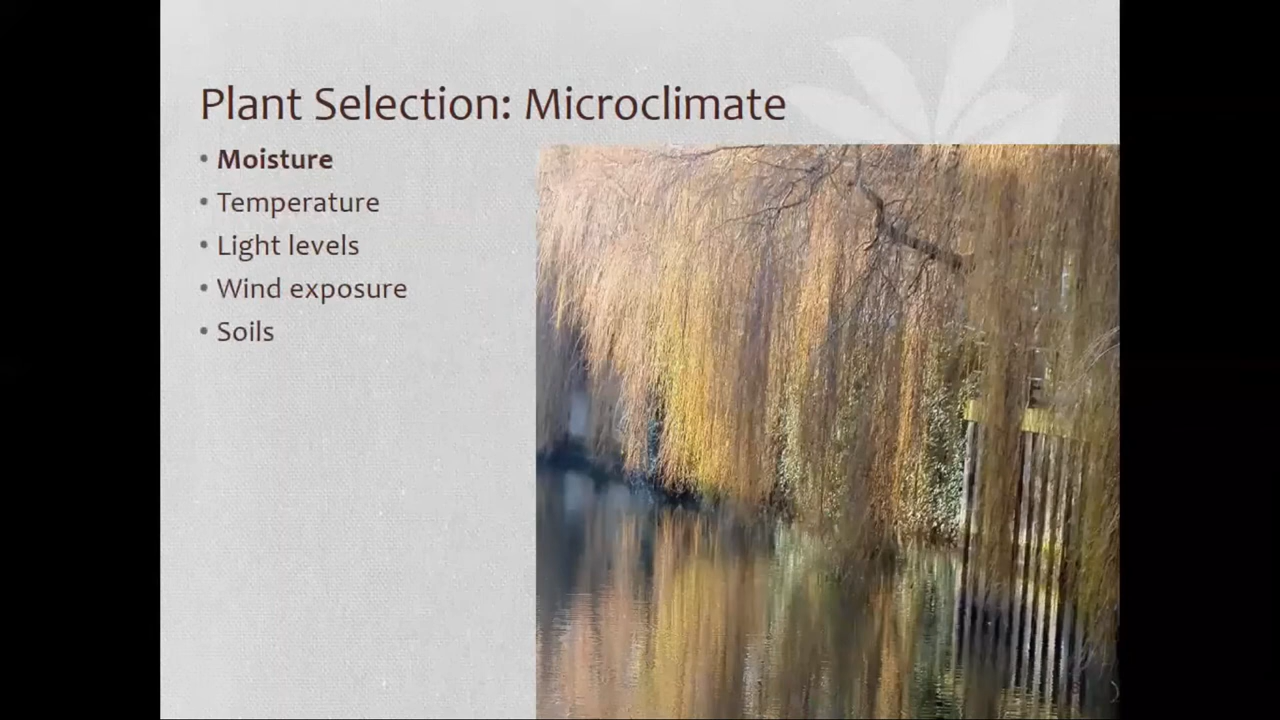 Plant Selection: Microclimate
• Moisture
• Temperature
• Light levels
• Wind exposure
• Soils